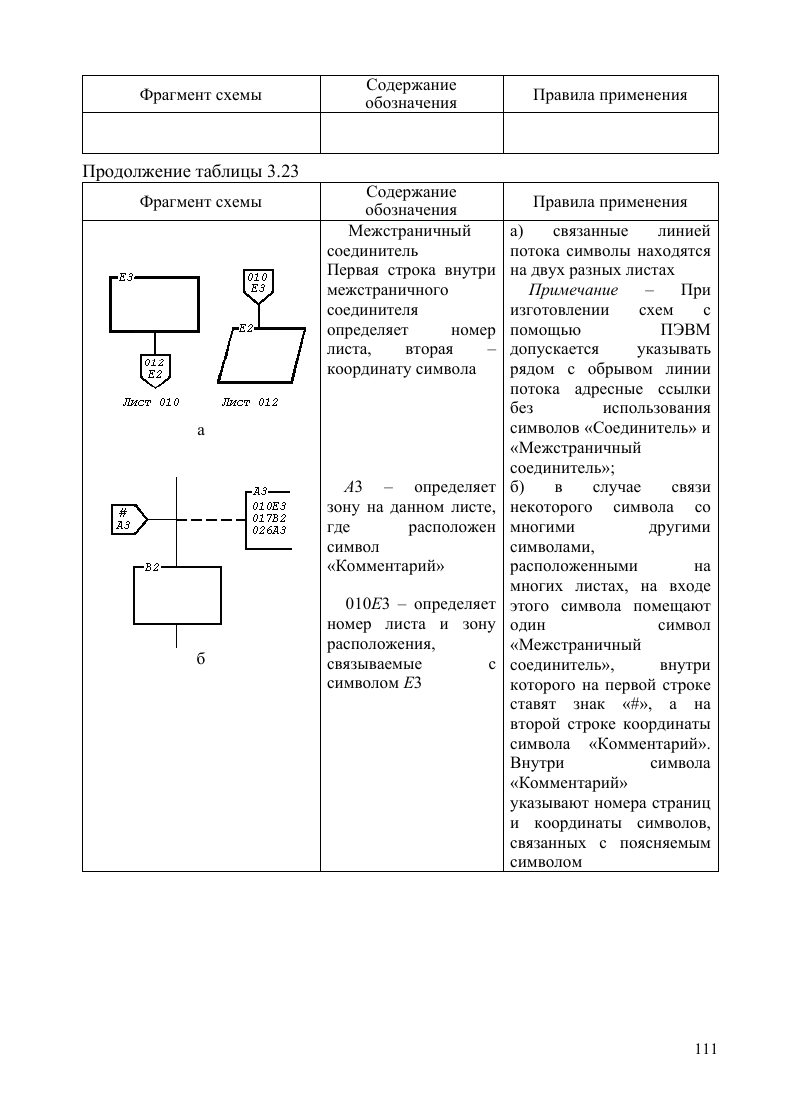 Фрагмент схемы
Содержание
обозначения
Правила применения
Продолжение таблицы 3.23
Фрагмент схемы
Содержание
обозначения
Правила применения
E3
012
E2
Лист 010
010
E3
E2
Лист 012
а
#
A3
A3
010E3
017B2
026A3
B2
б
Межстраничный
соединитель
Первая строка внутри
межстраничного
соединителя
определяет номер
листа, вторая –
координату символа
А3 – определяет
зону на данном листе,
где расположен
символ
«Комментарий»
010Е3 – определяет
номер листа и зону
расположения,
связываемые с
символом Е3
а) связанные линией
потока символы находятся
на двух разных листах
Примечание – При
изготовлении схем с
помощью ПЭВМ
допускается указывать
рядом с обрывом линии
потока адресные ссылки
без использования
символов «Соединитель» и
«Межстраничный
соединитель»;
б) в случае связи
некоторого символа со
многими другими
символами,
расположенными на
многих листах, на входе
этого символа помещают
один символ
«Межстраничный
соединитель», внутри
которого на первой строке
ставят знак «#», а на
второй строке координаты
символа «Комментарий».
Внутри символа
«Комментарий»
указывают номера страниц
и координаты символов,
связанных с поясняемым
символом
111